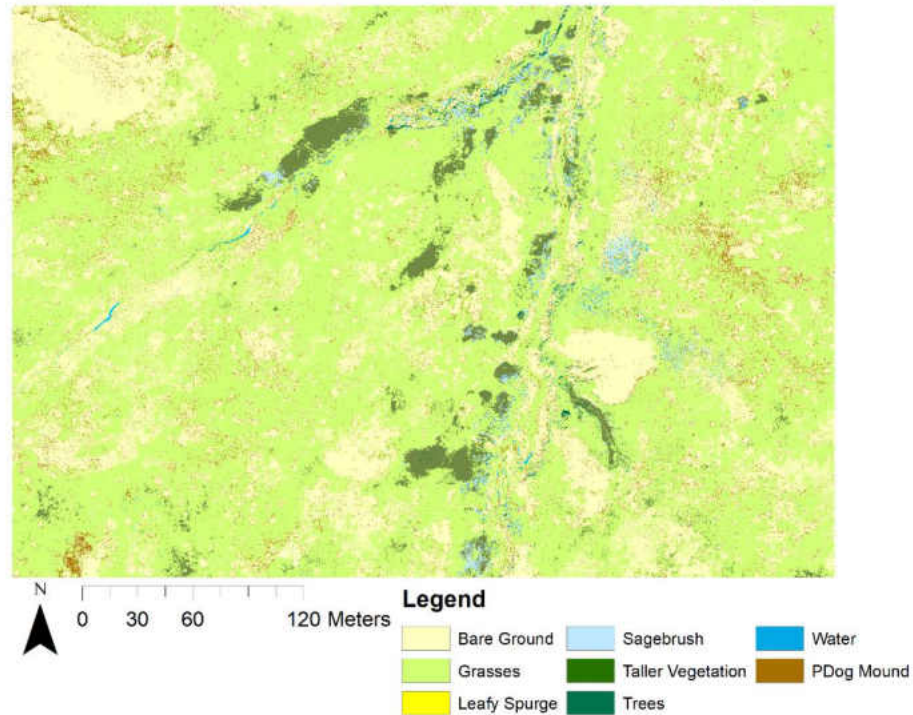 N
0 30 60 120 Meters
Legend
Bare Ground Sagebrush Water
Grasses Taller Vegetation PDog Mound
Leafy Spurge Trees